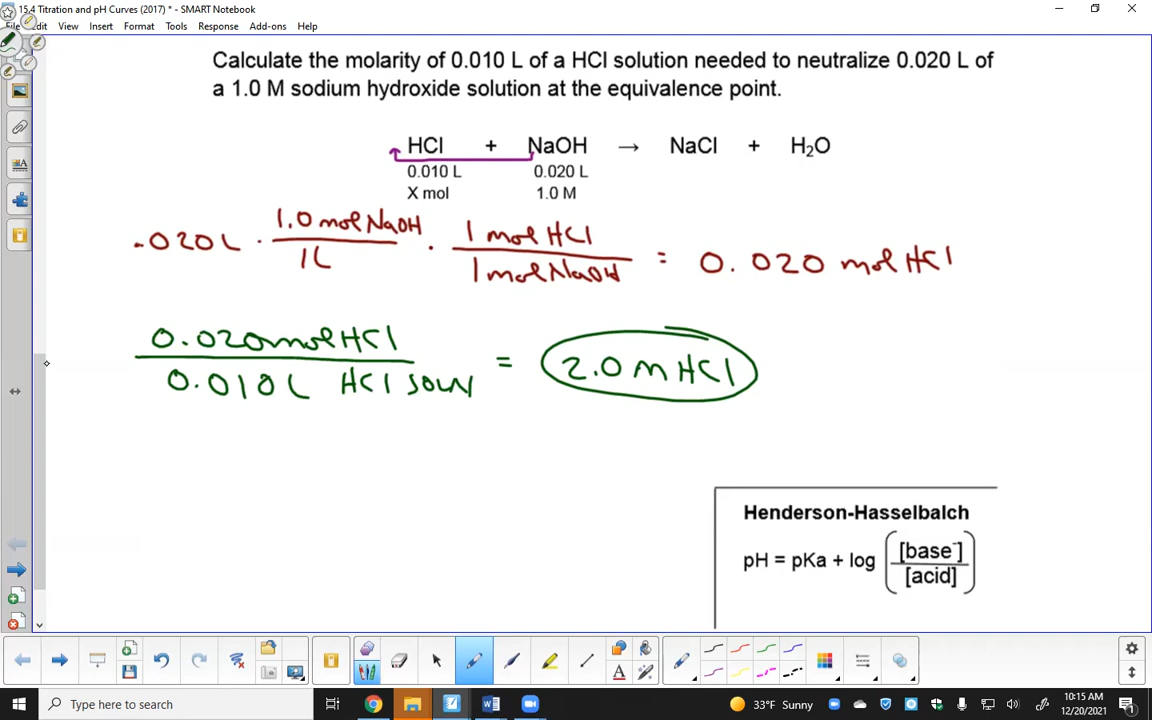 15.4 Titration and pH Curves (2017) * - SMART Notebook
Edit View Insert Format Tools Response Add-ons Help
Calculate the molarity of 0.010 L of a HCl solution needed to neutralize 0.020 L of
a 1.0 M sodium hydroxide solution at the equivalence point.
HCl + NaOH → NaCl + H₂O
0.010 L 0.020 L
X mol 1.0 M
.020L · 1.0 mol NaOH / 1L · 1 mol HCl / 1 mol NaOH = 0.020 mol HCl
0.020 mol HCl / 0.010L HCl soln = 2.0 M HCl
Henderson-Hasselbalch
pH = pKa + log ([base⁻] / [acid])
Type here to search
33°F Sunny
10:15 AM
12/20/2021
1